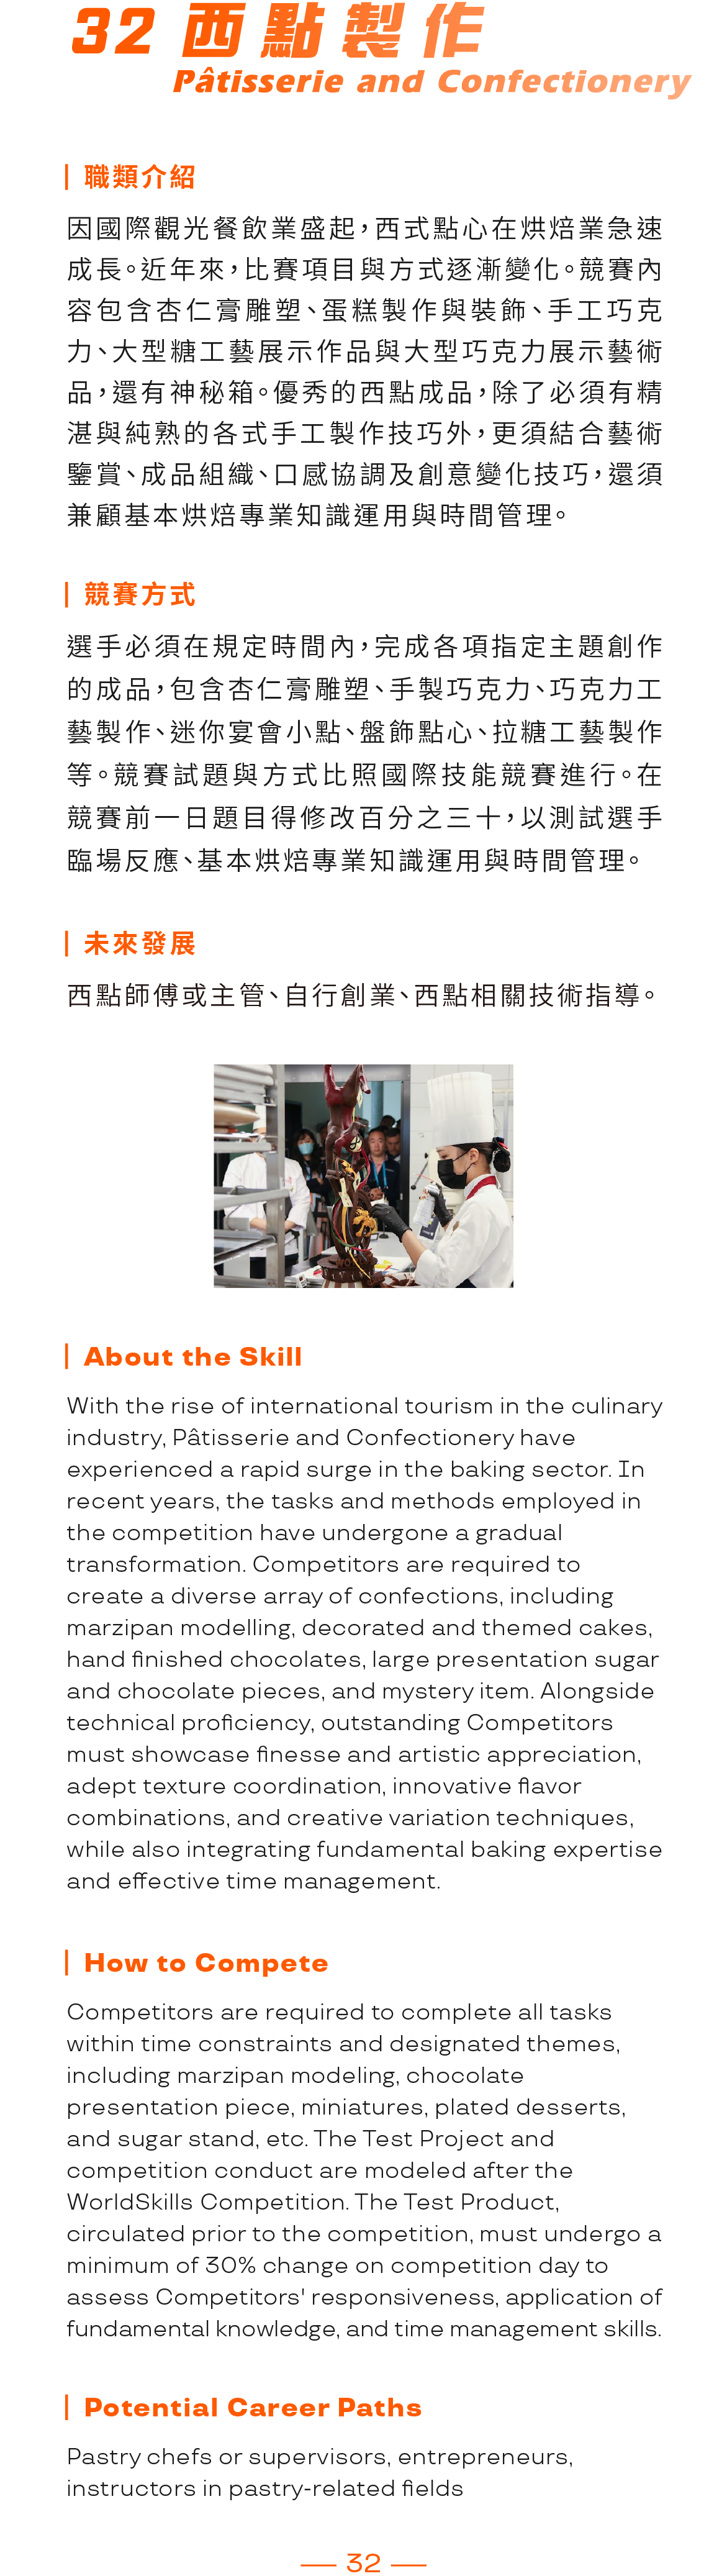 32 西點製作
Pâtisserie and Confectionery
職類介紹
因國際觀光餐飲業盛起，西式點心在烘焙業急速
成長。近年來，比賽項目與方式逐漸變化。競賽內
容包含杏仁膏雕塑、蛋糕製作與裝飾、手工巧克
力、大型糖工藝展示作品與大型巧克力展示藝術
品，還有神秘箱。優秀的西點成品，除了必須有精
湛與純熟的各式手工製作技巧外，更須結合藝術
鑒賞、成品組織、口感協調及創意變化技巧，還須
兼顧基本烘焙專業知識運用與時間管理。
競賽方式
選手必須在規定時間內，完成各項指定主題創作
的成品，包含杏仁膏雕塑、手製巧克力、巧克力工
藝製作、迷你宴會小點、盤飾點心、拉糖工藝製作
等。競賽試題與方式比照國際技能競賽進行。在
競賽前一日題目得修改百分之三十，以測試選手
臨場反應、基本烘焙專業知識運用與時間管理。
未來發展
西點師傅或主管、自行創業、西點相關技術指導。
About the Skill
With the rise of international tourism in the culinary
industry, Pâtisserie and Confectionery have
experienced a rapid surge in the baking sector. In
recent years, the tasks and methods employed in
the competition have undergone a gradual
transformation. Competitors are required to
create a diverse array of confections, including
marzipan modelling, decorated and themed cakes,
hand finished chocolates, large presentation sugar
and chocolate pieces, and mystery item. Alongside
technical proficiency, outstanding Competitors
must showcase finesse and artistic appreciation,
adept texture coordination, innovative flavor
combinations, and creative variation techniques,
while also integrating fundamental baking expertise
and effective time management.
How to Compete
Competitors are required to complete all tasks
within time constraints and designated themes,
including marzipan modeling, chocolate
presentation piece, miniatures, plated desserts,
and sugar stand, etc. The Test Project and
competition conduct are modeled after the
WorldSkills Competition. The Test Product,
circulated prior to the competition, must undergo a
minimum of 30% change on competition day to
assess Competitors' responsiveness, application of
fundamental knowledge, and time management skills.
Potential Career Paths
Pastry chefs or supervisors, entrepreneurs,
instructors in pastry-related fields
32